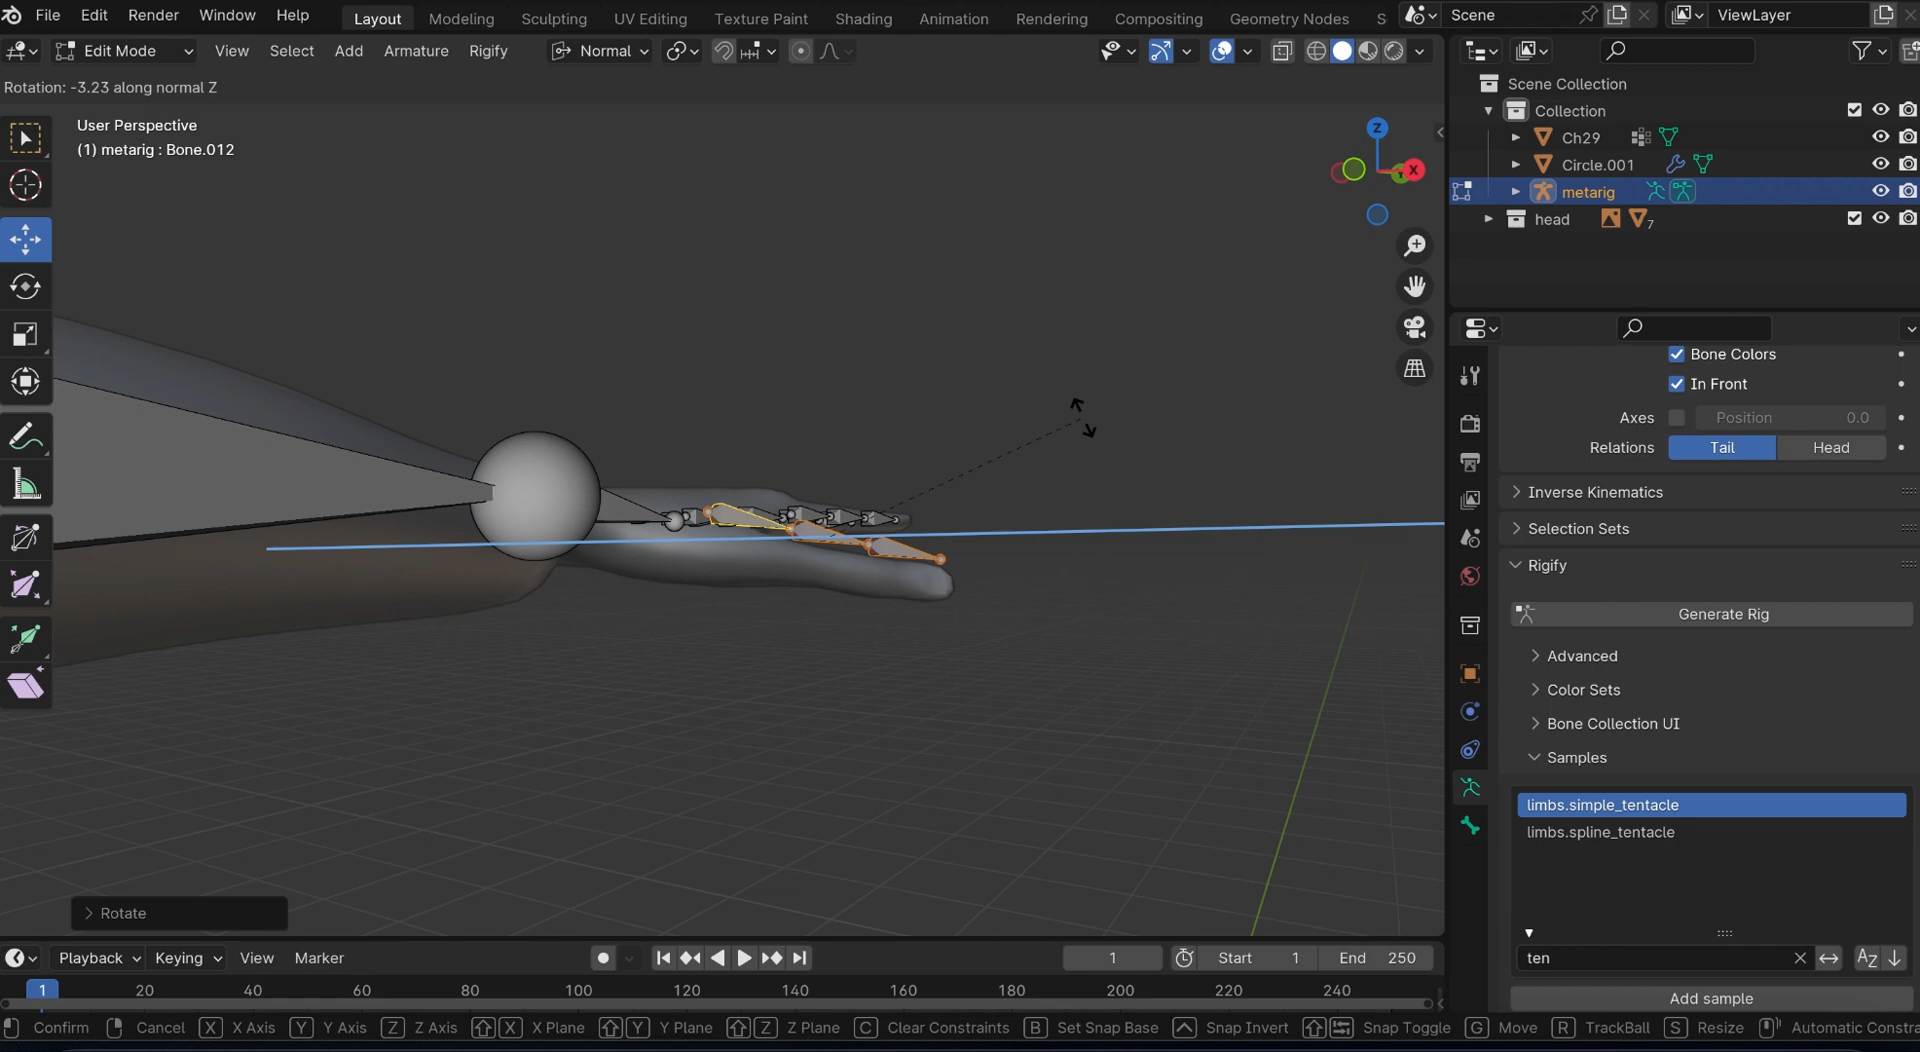 File Edit Render Window Help Layout Modeling Sculpting UV Editing Texture Paint Shading Animation Rendering Compositing Geometry Nodes S Scene ViewLayer
Edit Mode View Select Add Armature Rigify Normal
Rotation: -3.23 along normal Z
User Perspective
(1) metarig : Bone.012
Z
X
Rotate
Scene Collection
Collection
Ch29
Circle.001
metarig
head 7
Bone Colors
In Front
Axes Position 0.0
Relations Tail Head
Inverse Kinematics
Selection Sets
Rigify
Generate Rig
Advanced
Color Sets
Bone Collection UI
Samples
limbs.simple_tentacle
limbs.spline_tentacle
ten
Add sample
Playback Keying View Marker 1 Start 1 End 250
1 20 40 60 80 100 120 140 160 180 200 220 240
Confirm Cancel X X Axis Y Y Axis Z Z Axis X X Plane Y Y Plane Z Z Plane C Clear Constraints B Set Snap Base Snap Invert Snap Toggle G Move R TrackBall S Resize Automatic Constra